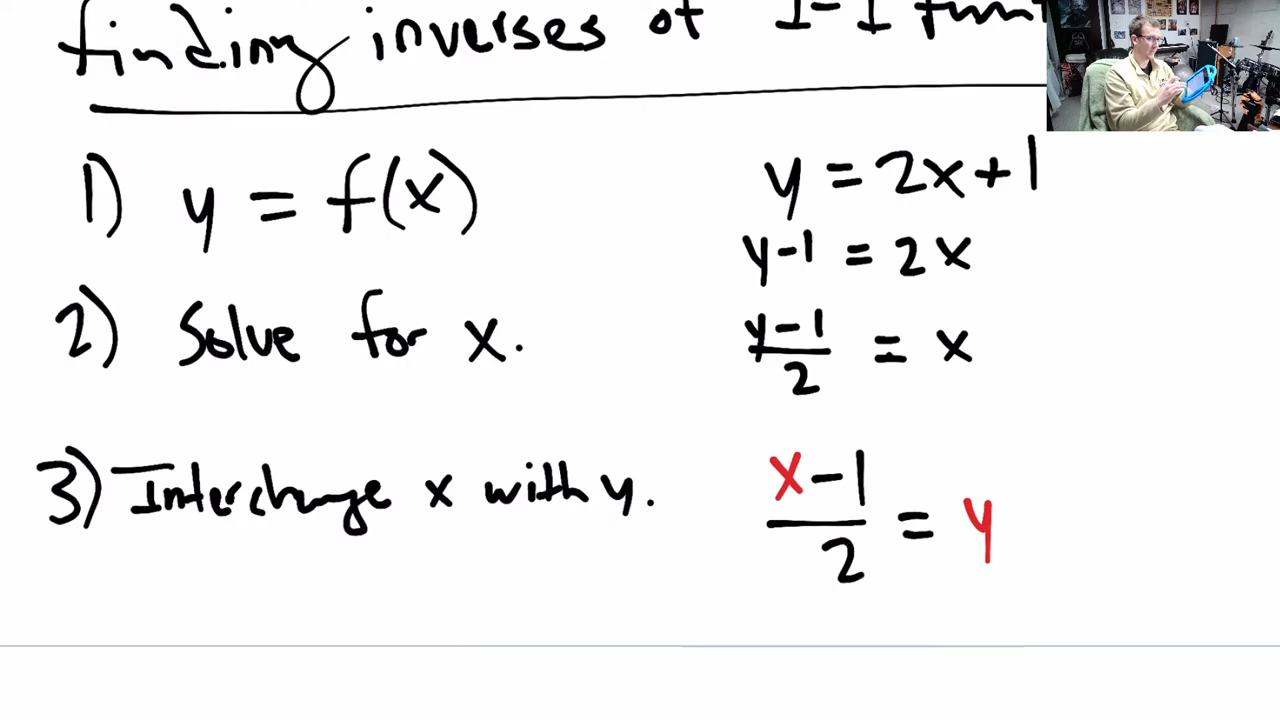 finding inverses of 1-1
1) y = f(x)
y = 2x+1
y-1 = 2x
2) Solve for x.
y-1/2 = x
3) Interchange x with y.
x-1/2 = y